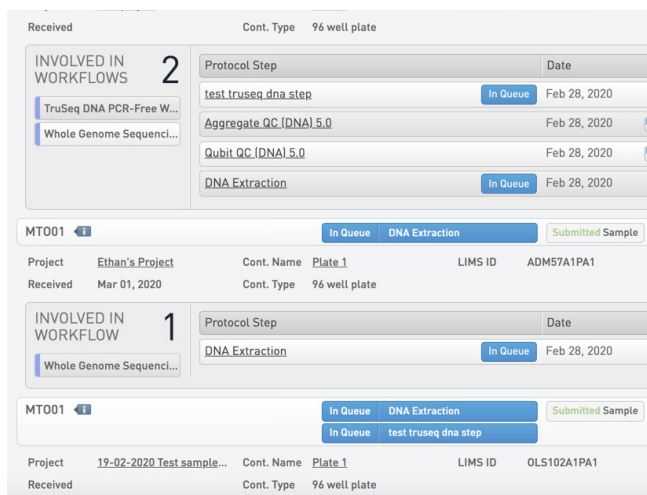 Received Cont. Type 96 well plate
INVOLVED IN WORKFLOWS 2
TruSeq DNA PCR-Free W...
Whole Genome Sequenci...
Protocol Step Date
test truseq dna step In Queue Feb 28, 2020
Aggregate QC (DNA) 5.0 Feb 28, 2020
Qubit QC (DNA) 5.0 Feb 28, 2020
DNA Extraction In Queue Feb 28, 2020
MT001 In Queue DNA Extraction Submitted Sample
Project Ethan's Project Cont. Name Plate 1 LIMS ID ADM57A1PA1
Received Mar 01, 2020 Cont. Type 96 well plate
INVOLVED IN WORKFLOW 1
Whole Genome Sequenci...
Protocol Step Date
DNA Extraction In Queue Feb 28, 2020
MT001 In Queue DNA Extraction Submitted Sample
In Queue test truseq dna step
Project 19-02-2020 Test sample... Cont. Name Plate 1 LIMS ID OLS102A1PA1
Received Cont. Type 96 well plate